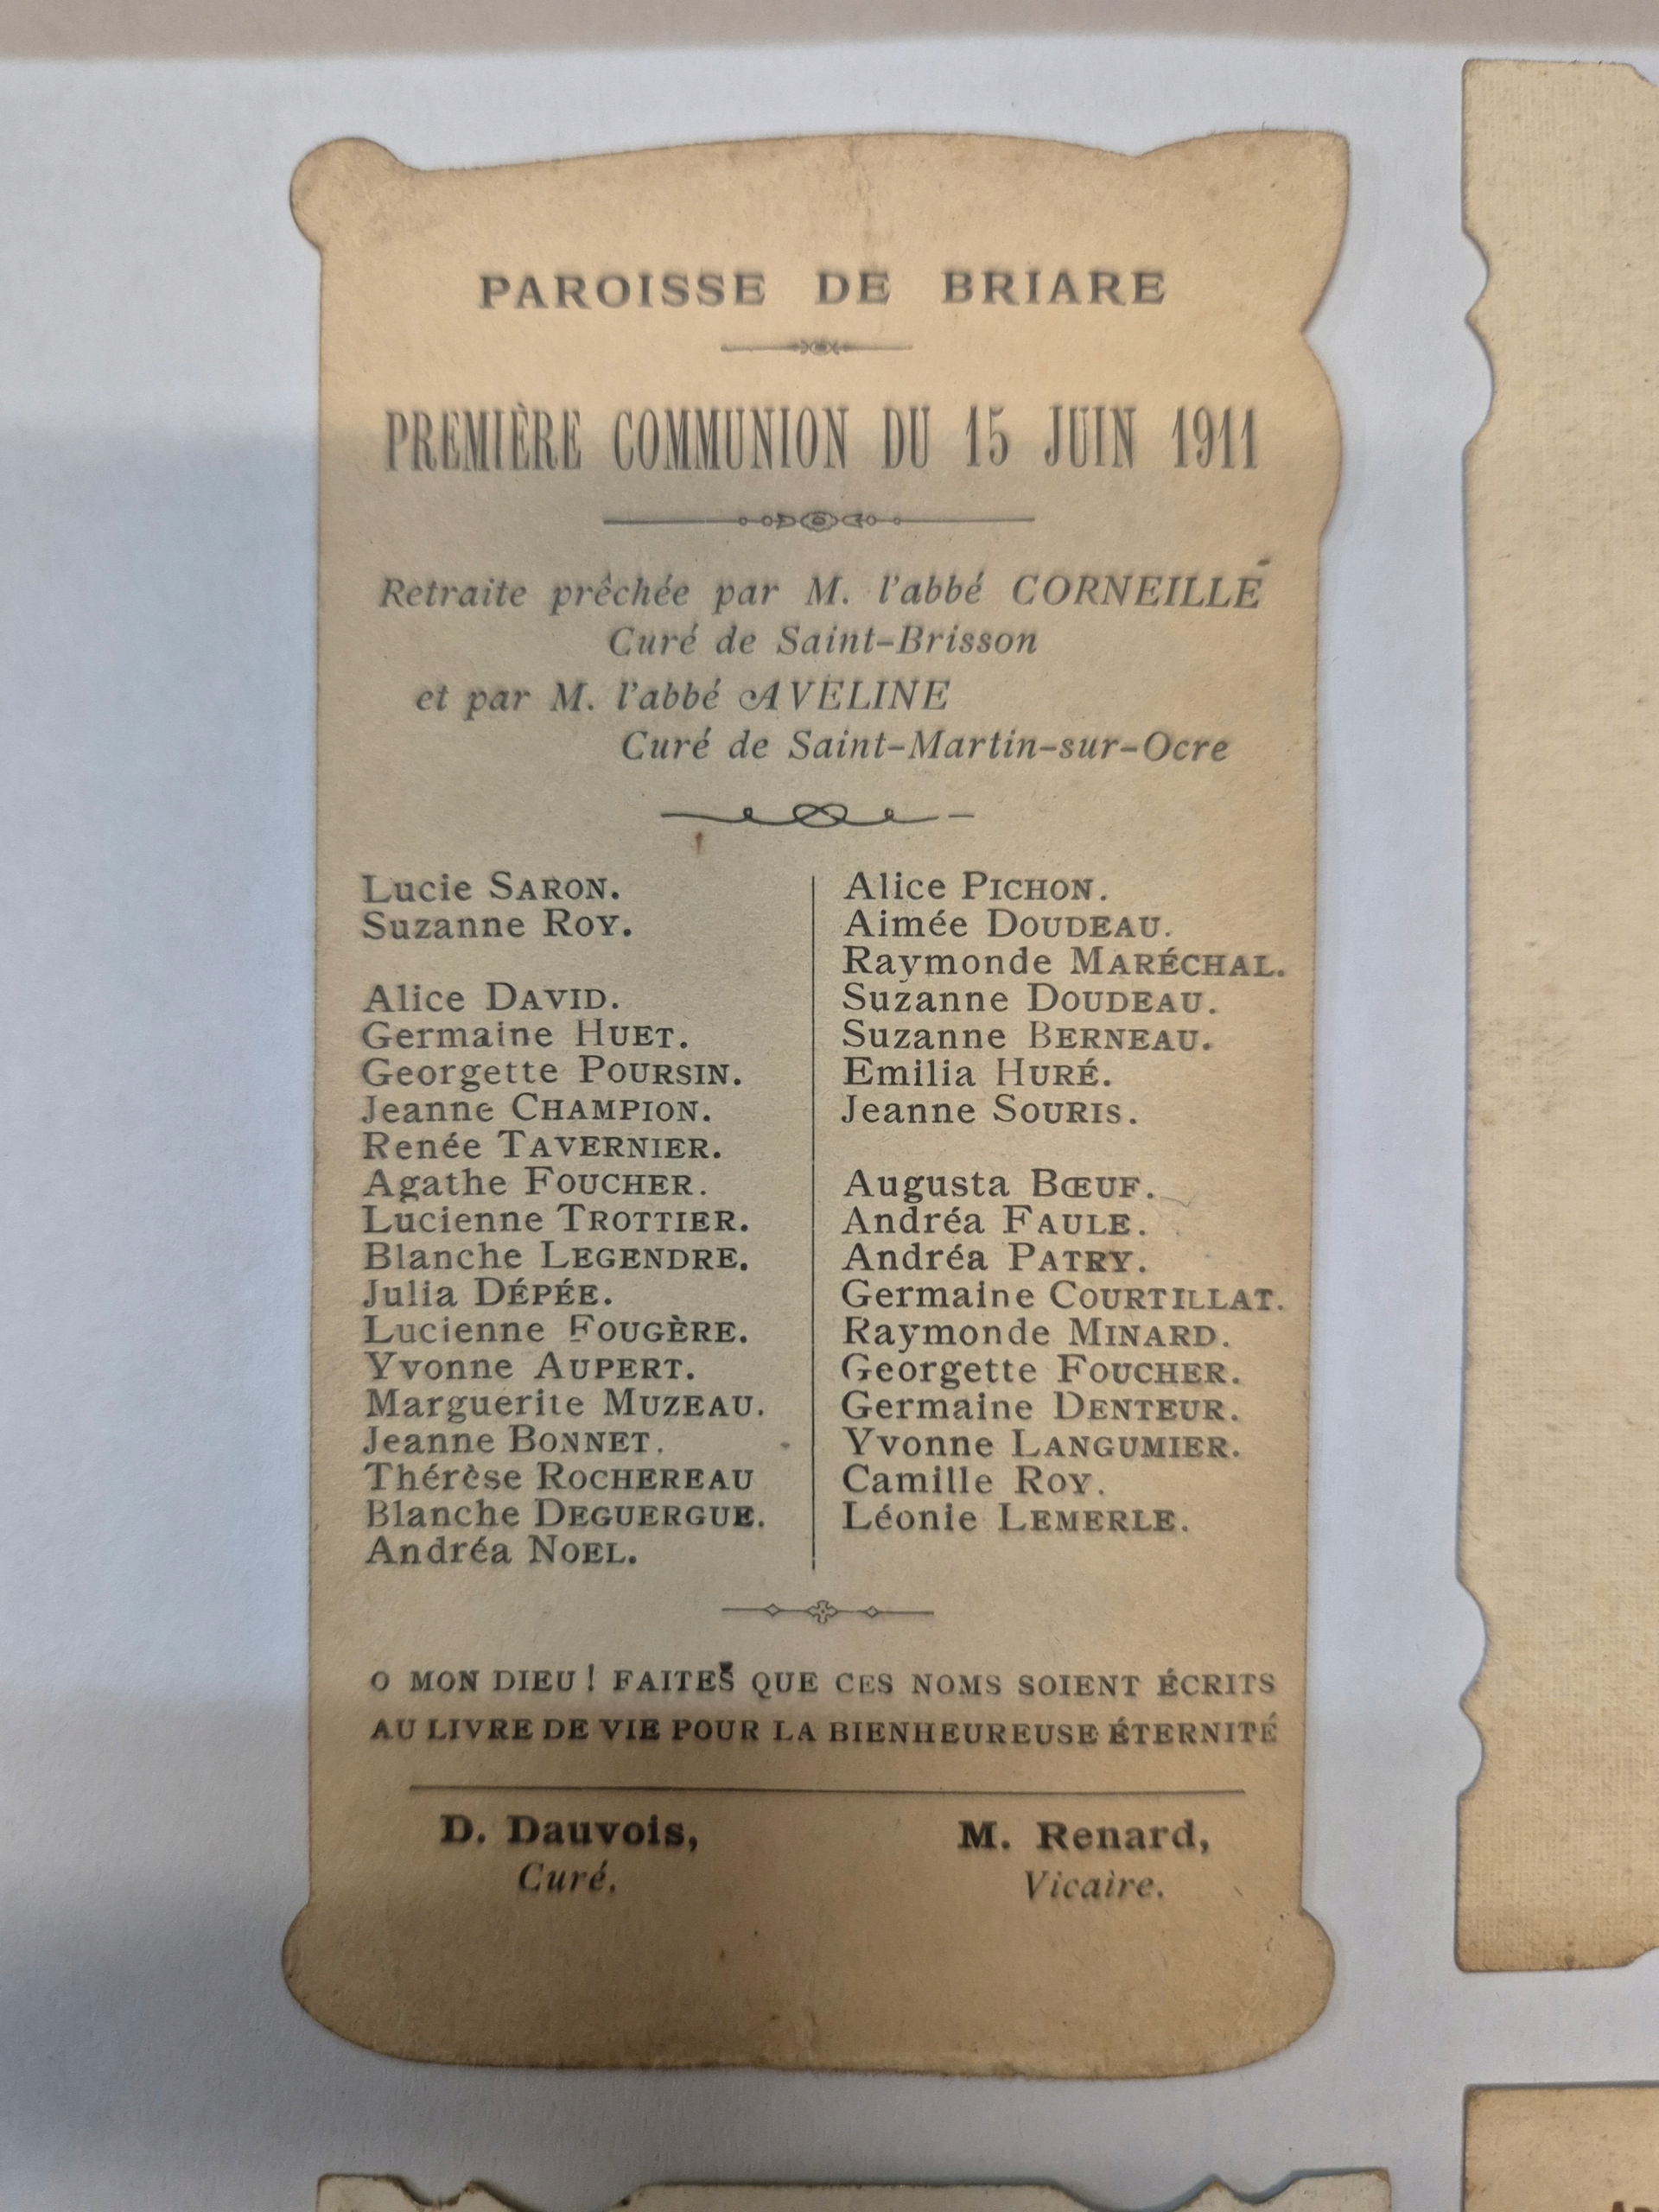 PAROISSE DE BRIARE
PREMIÈRE COMMUNION DU 15 JUIN 1911
Retraite prêchée par M. l'abbé CORNEILLE
Curé de Saint-Brisson
et par M. l'abbé AVELINE
Curé de Saint-Martin-sur-Ocre
Lucie SARON.
Suzanne ROY.
Alice DAVID.
Germaine HUET.
Georgette POURSIN.
Jeanne CHAMPION.
Renée TAVERNIER.
Agathe FOUCHER.
Lucienne TROTTIER.
Blanche LEGENDRE.
Julia DÉPÉE.
Lucienne FOUGÈRE.
Yvonne AUPERT.
Marguerite MUZEAU.
Jeanne BONNET.
Thérèse ROCHEREAU
Blanche DEGUERGUE.
Andréa NOEL.
Alice PICHON.
Aimée DOUDEAU.
Raymonde MARÉCHAL.
Suzanne DOUDEAU.
Suzanne BERNEAU.
Emilia HURÉ.
Jeanne SOURIS.
Augusta BŒUF.
Andréa FAULE.
Andréa PATRY.
Germaine COURTILLAT.
Raymonde MINARD.
Georgette FOUCHER.
Germaine DENTEUR.
Yvonne LANGUMIER.
Camille ROY.
Léonie LEMERLE.
O MON DIEU ! FAITES QUE CES NOMS SOIENT ÉCRITS
AU LIVRE DE VIE POUR LA BIENHEUREUSE ÉTERNITÉ
D. Dauvois,
Curé.
M. Renard,
Vicaire.